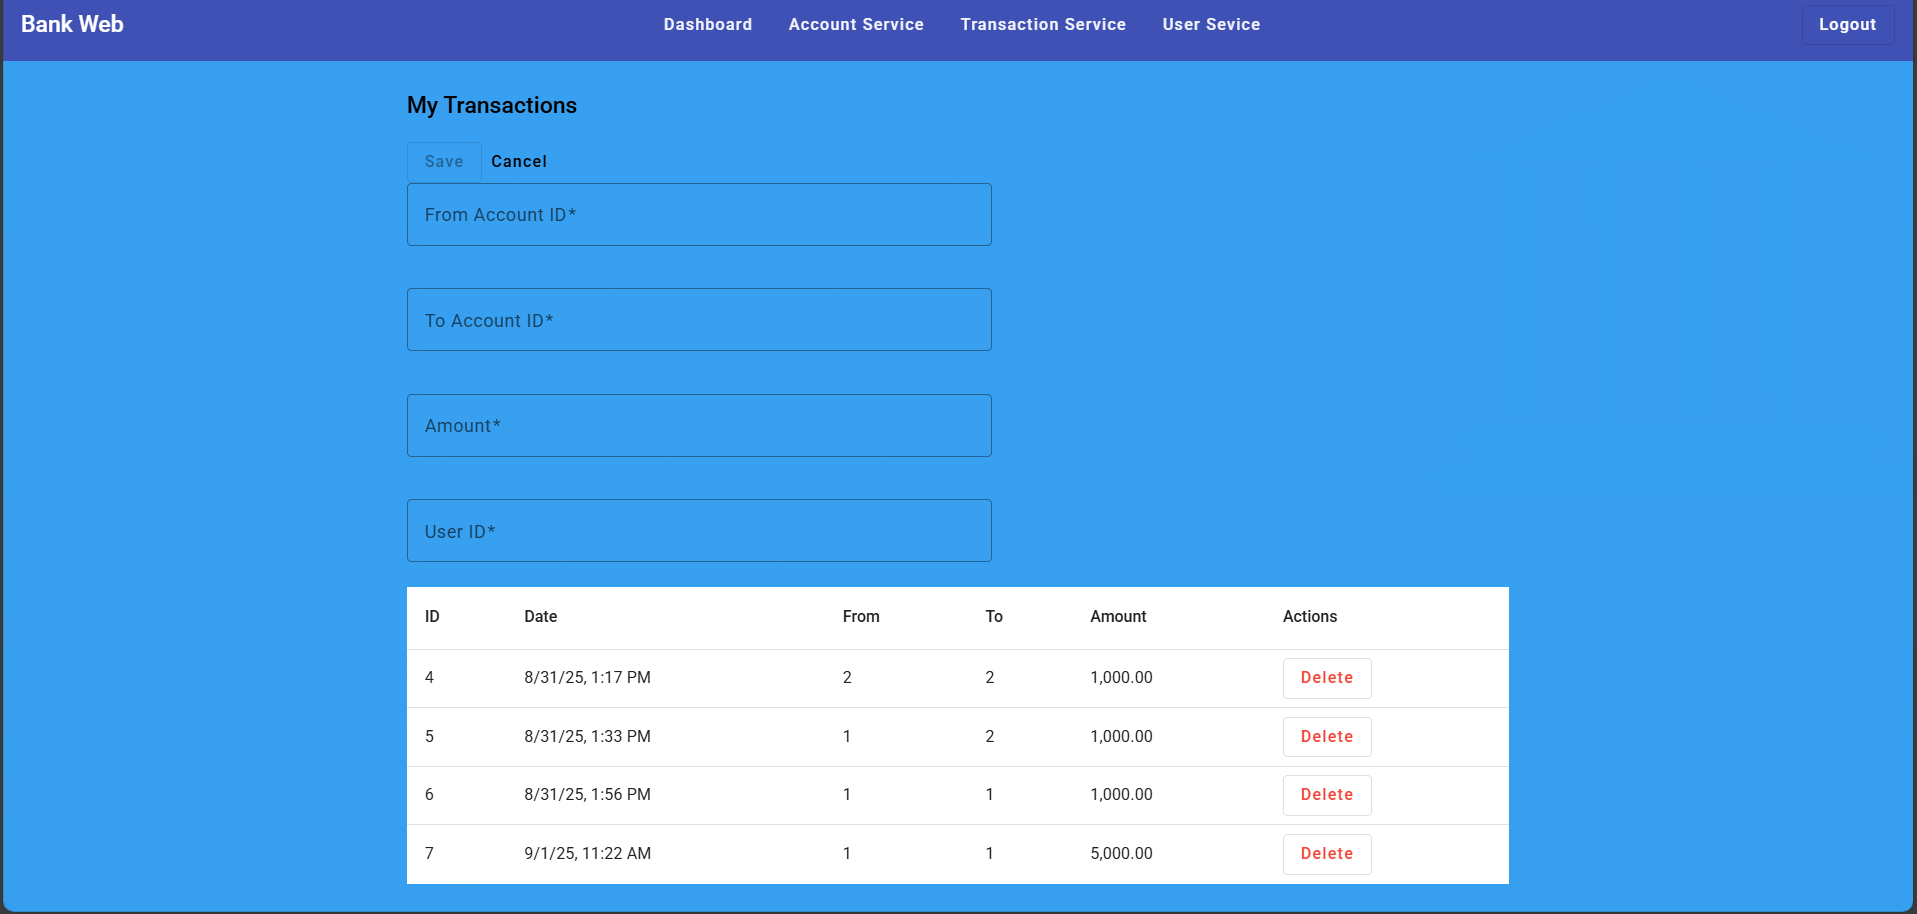 Bank Web Dashboard Account Service Transaction Service User Sevice Logout
My Transactions
Save Cancel
From Account ID*
To Account ID*
Amount*
User ID*
ID Date From To Amount Actions
4 8/31/25, 1:17 PM 2 2 1,000.00 Delete
5 8/31/25, 1:33 PM 1 2 1,000.00 Delete
6 8/31/25, 1:56 PM 1 1 1,000.00 Delete
7 9/1/25, 11:22 AM 1 1 5,000.00 Delete